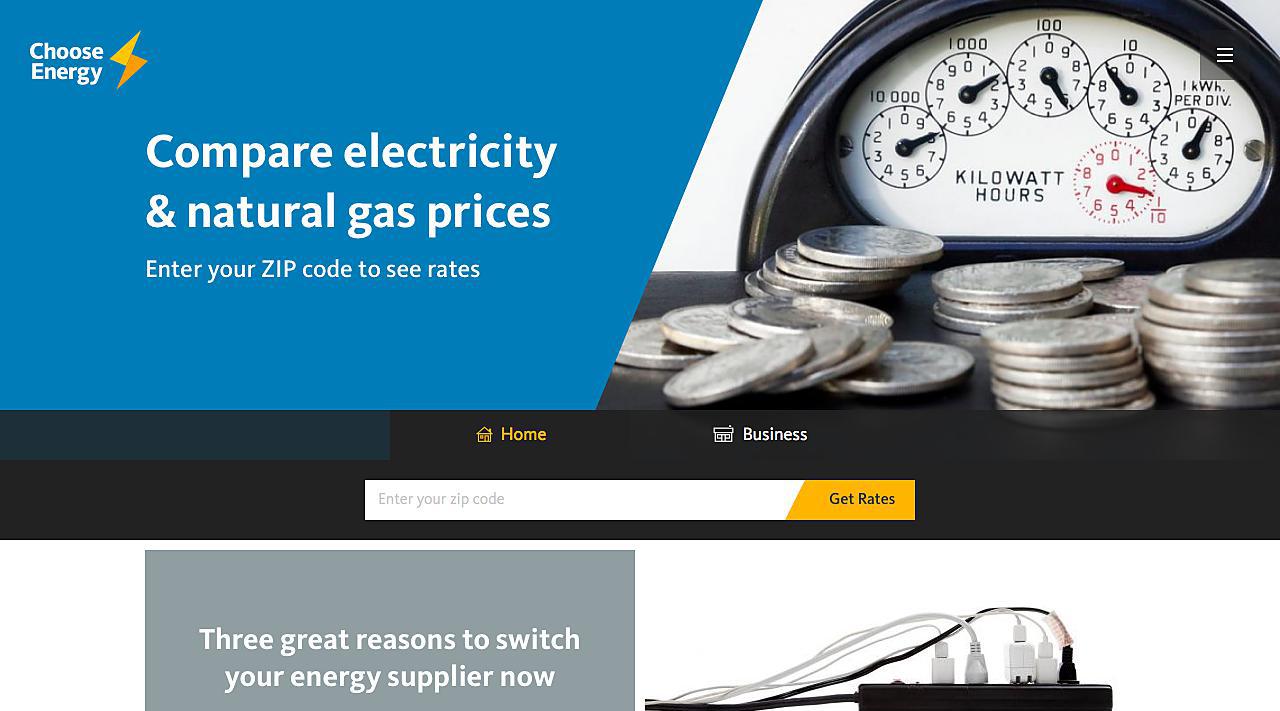 Choose
Energy
Compare electricity
& natural gas prices
Enter your ZIP code to see rates
10,000
1000
100
10
1 kWh.
PER DIV.
KILOWATT
HOURS
1/10
Home
Business
Enter your zip code
Get Rates
Three great reasons to switch
your energy supplier now